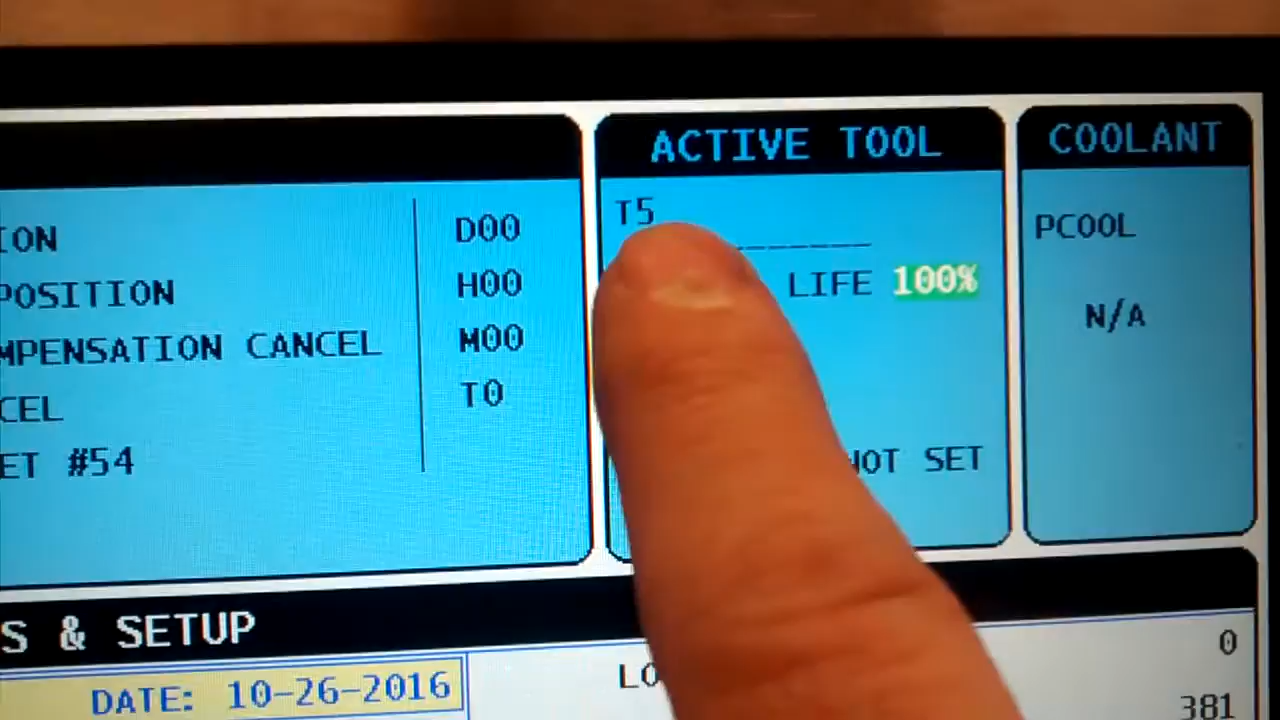 ION
POSITION
MPENSATION CANCEL
CEL
ET #54
D00
H00
M00
T0
ACTIVE TOOL
T5
LIFE 100%
NOT SET
COOLANT
PCOOL
N/A
S & SETUP
DATE: 10-26-2016
LO
0
381